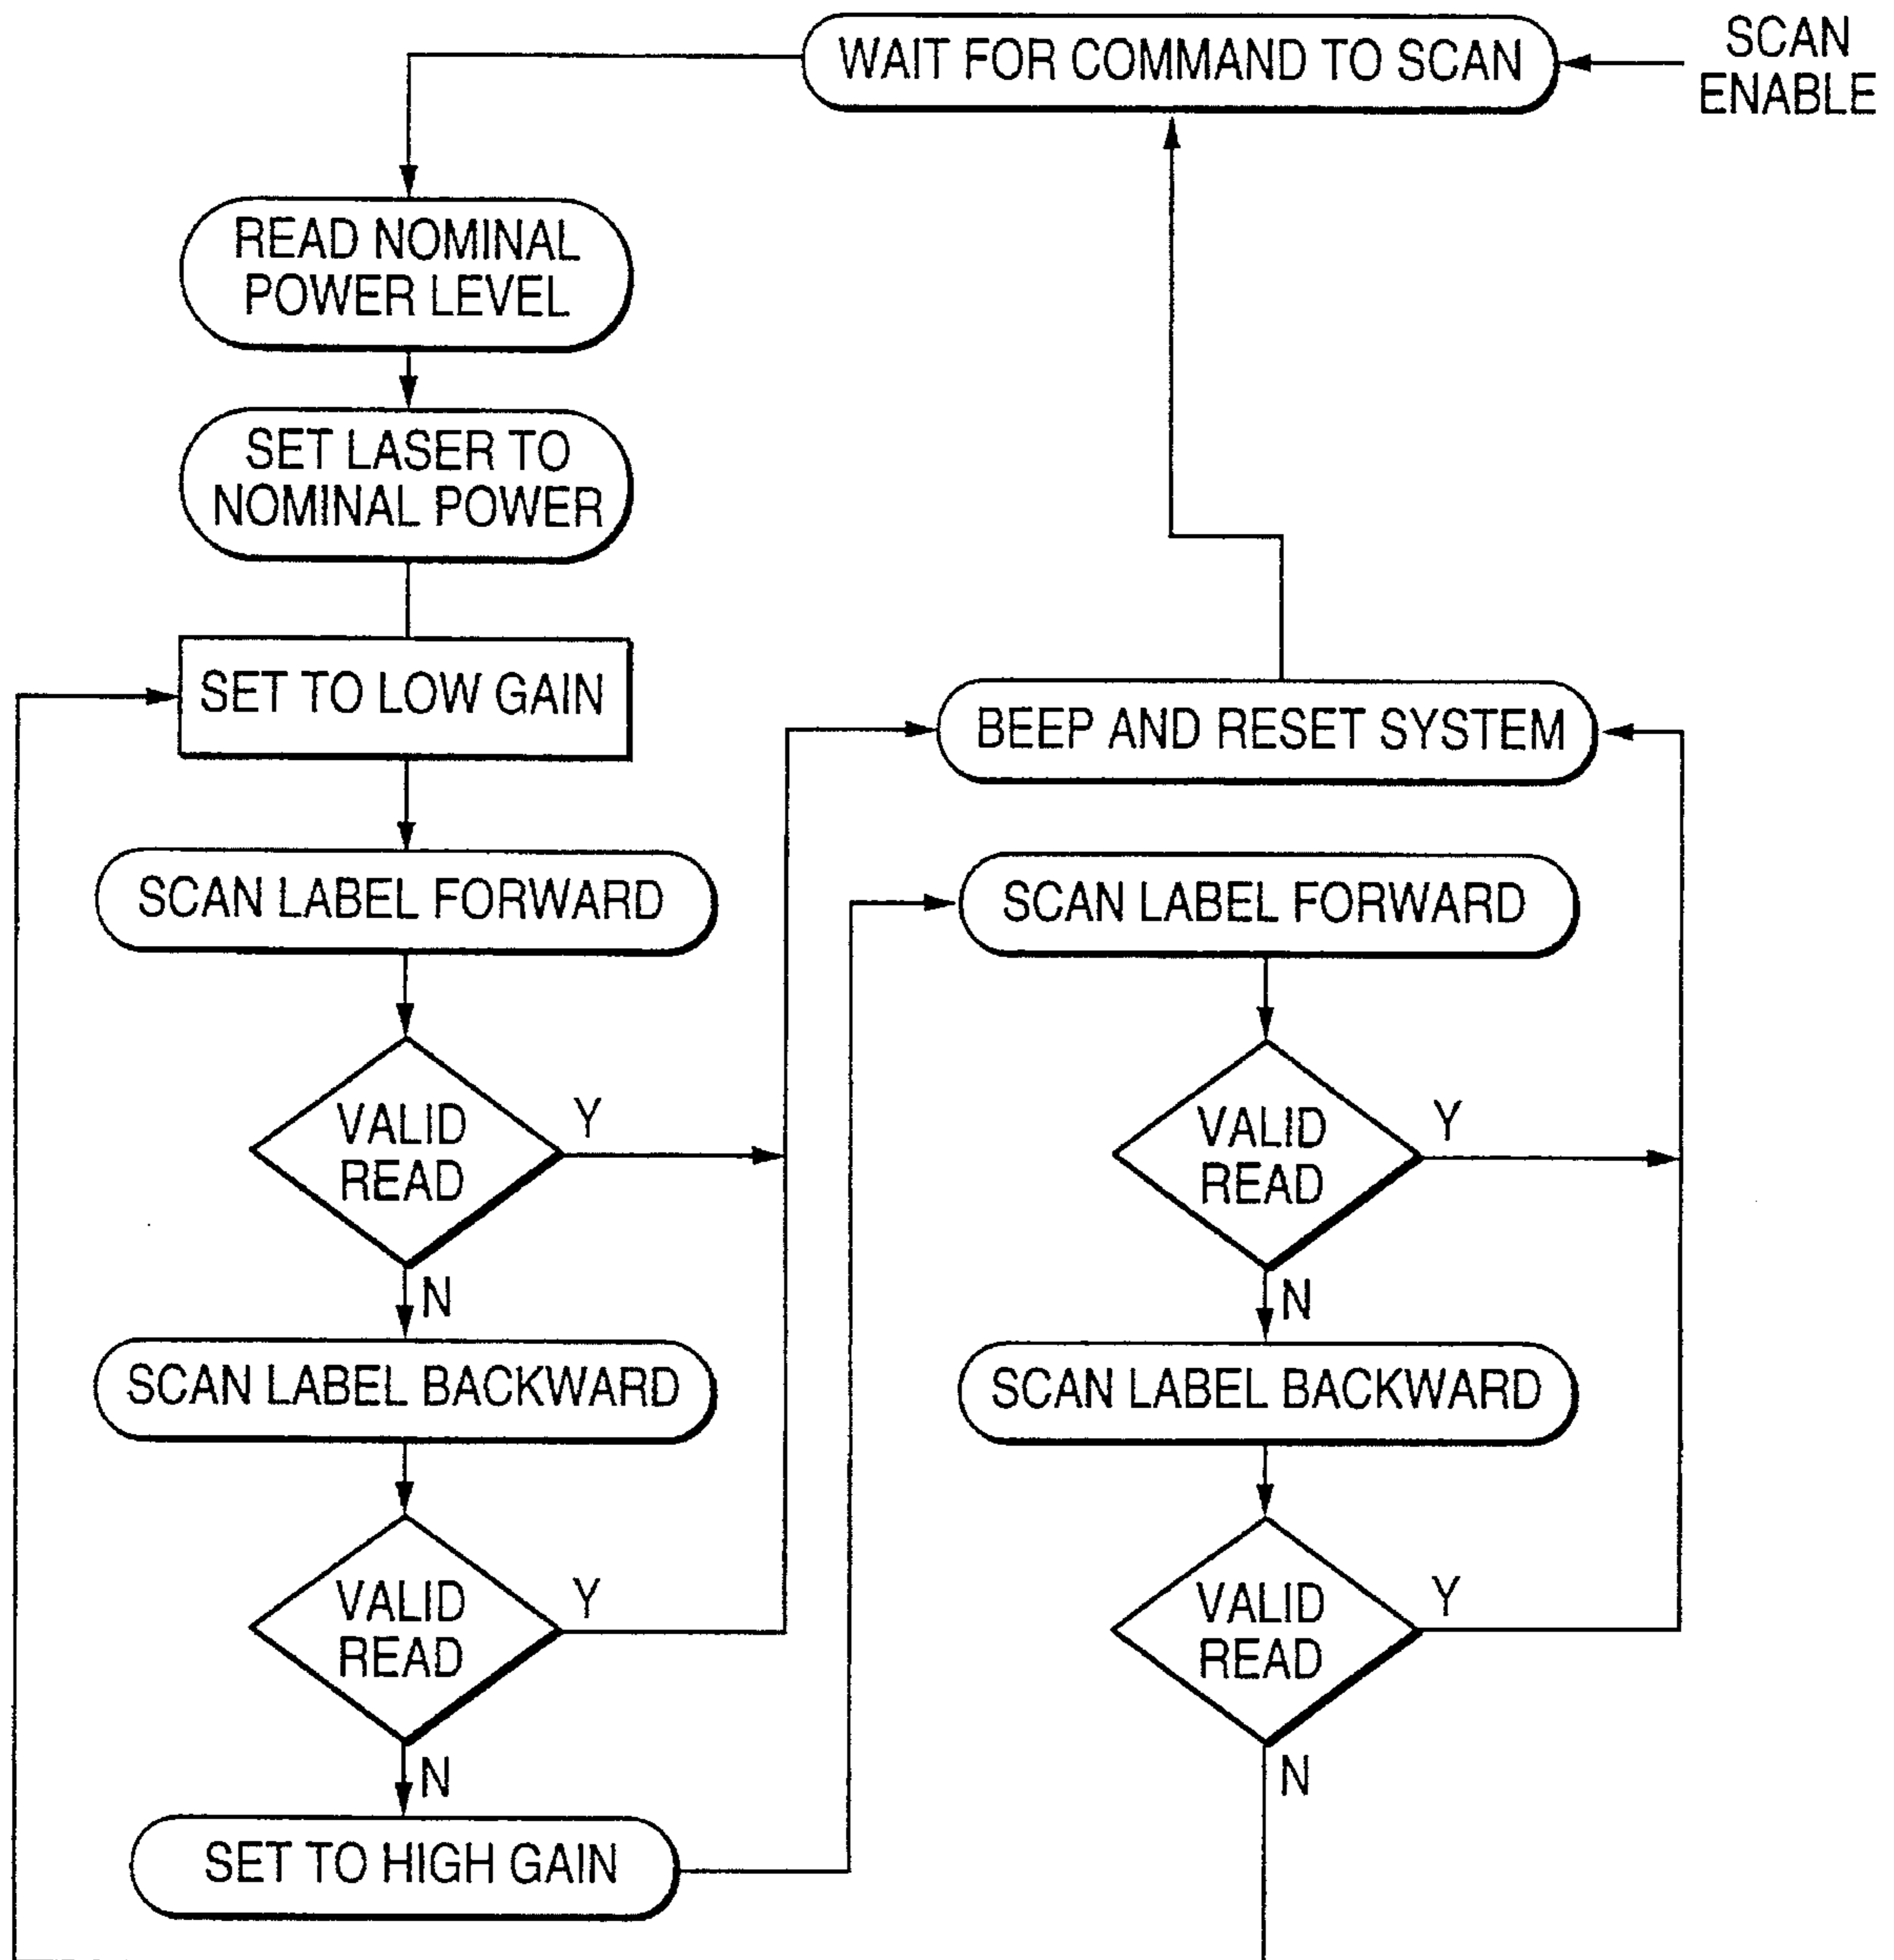 WAIT FOR COMMAND TO SCAN
SCAN
ENABLE
READ NOMINAL
POWER LEVEL
SET LASER TO
NOMINAL POWER
SET TO LOW GAIN
BEEP AND RESET SYSTEM
SCAN LABEL FORWARD
SCAN LABEL FORWARD
VALID
READ
Y
VALID
READ
Y
N
N
SCAN LABEL BACKWARD
SCAN LABEL BACKWARD
VALID
READ
Y
VALID
READ
Y
N
N
SET TO HIGH GAIN